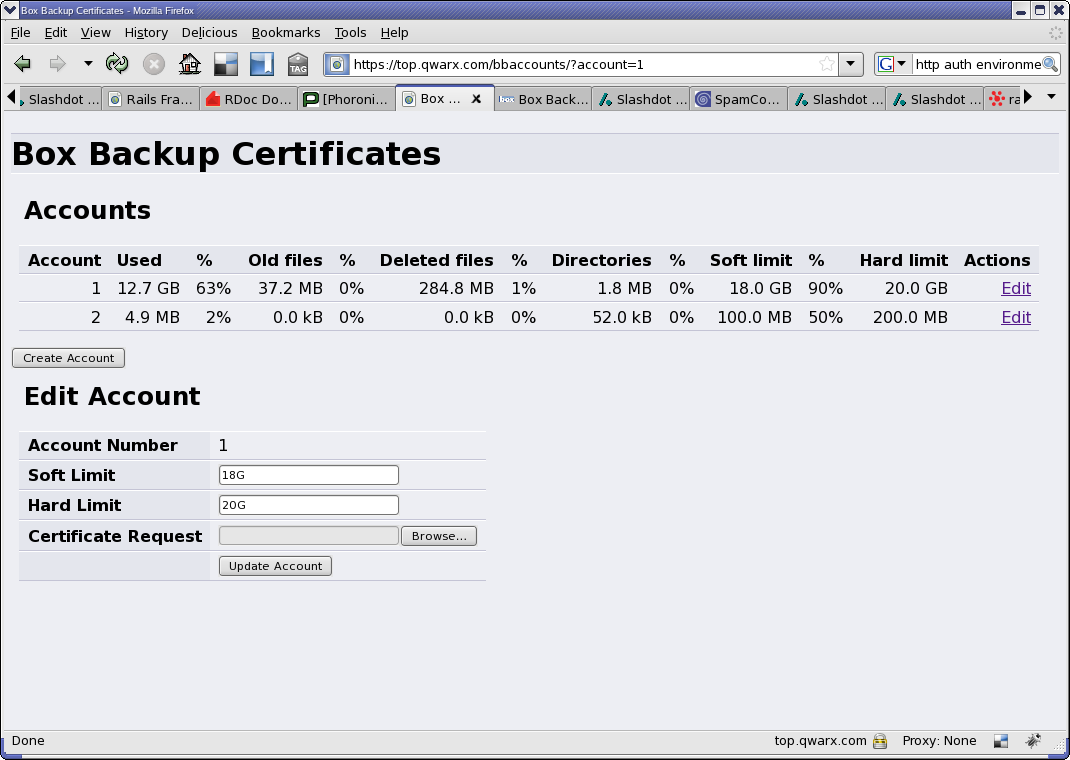 Box Backup Certificates - Mozilla Firefox
File Edit View History Delicious Bookmarks Tools Help
TAG https://top.qwarx.com/bbaccounts/?account=1 G http auth environme
Slashdot ... Rails Fra... RDoc Do... [Phoroni... Box ... X box Box Back... Slashdot ... SpamCo... Slashdot ... Slashdot ... ra
Box Backup Certificates
Accounts
Account Used % Old files % Deleted files % Directories % Soft limit % Hard limit Actions
1 12.7 GB 63% 37.2 MB 0% 284.8 MB 1% 1.8 MB 0% 18.0 GB 90% 20.0 GB Edit
2 4.9 MB 2% 0.0 kB 0% 0.0 kB 0% 52.0 kB 0% 100.0 MB 50% 200.0 MB Edit
Create Account
Edit Account
Account Number 1
Soft Limit 18G
Hard Limit 20G
Certificate Request Browse...
Update Account
Done top.qwarx.com Proxy: None